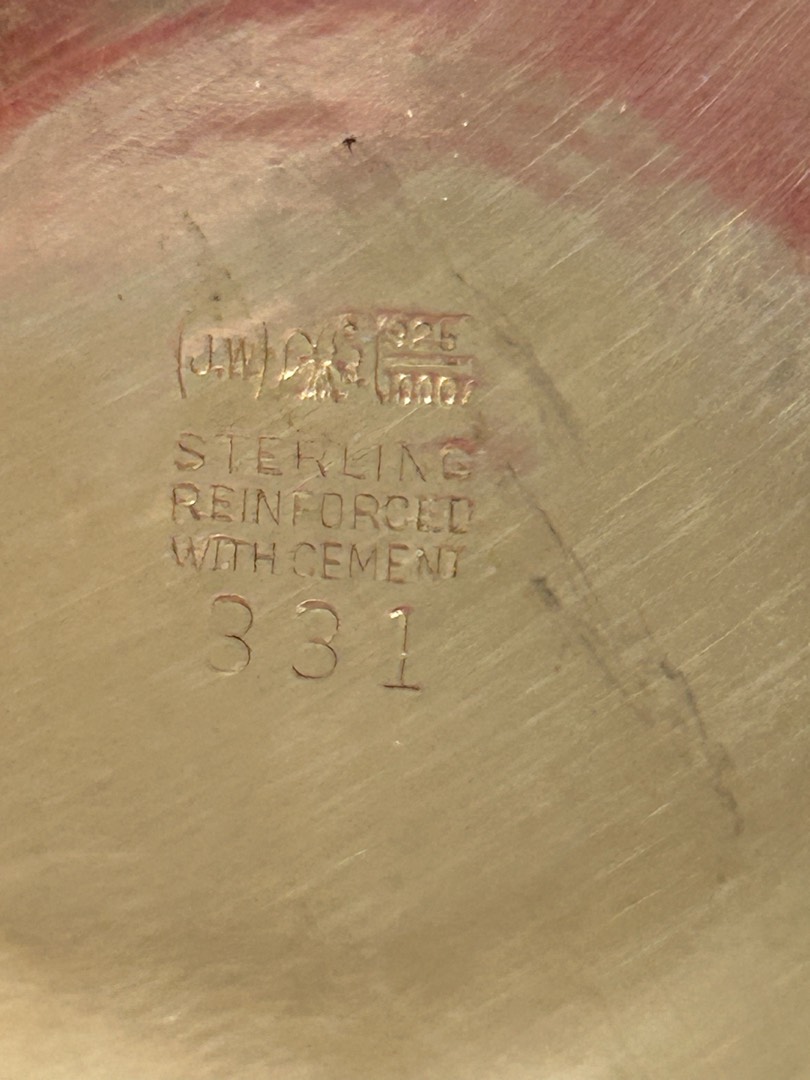 J.W 925
1000
STERLING
REINFORCED
WITH CEMENT
331